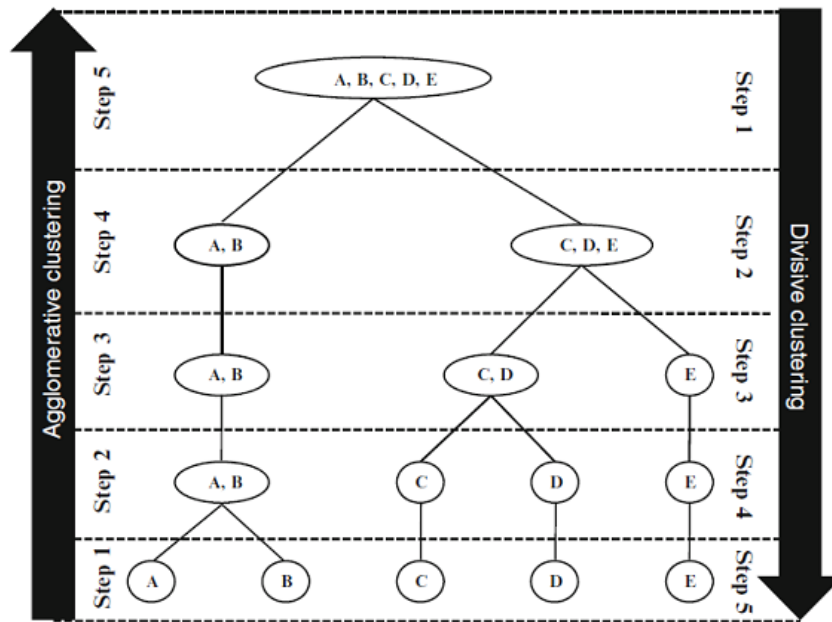 Agglomerative clustering
Divisive clustering
Step 5
A, B, C, D, E
Step 1
Step 4
A, B
C, D, E
Step 2
Step 3
A, B
C, D
E
Step 3
Step 2
A, B
C
D
E
Step 4
Step 1
A
B
C
D
E
Step 5